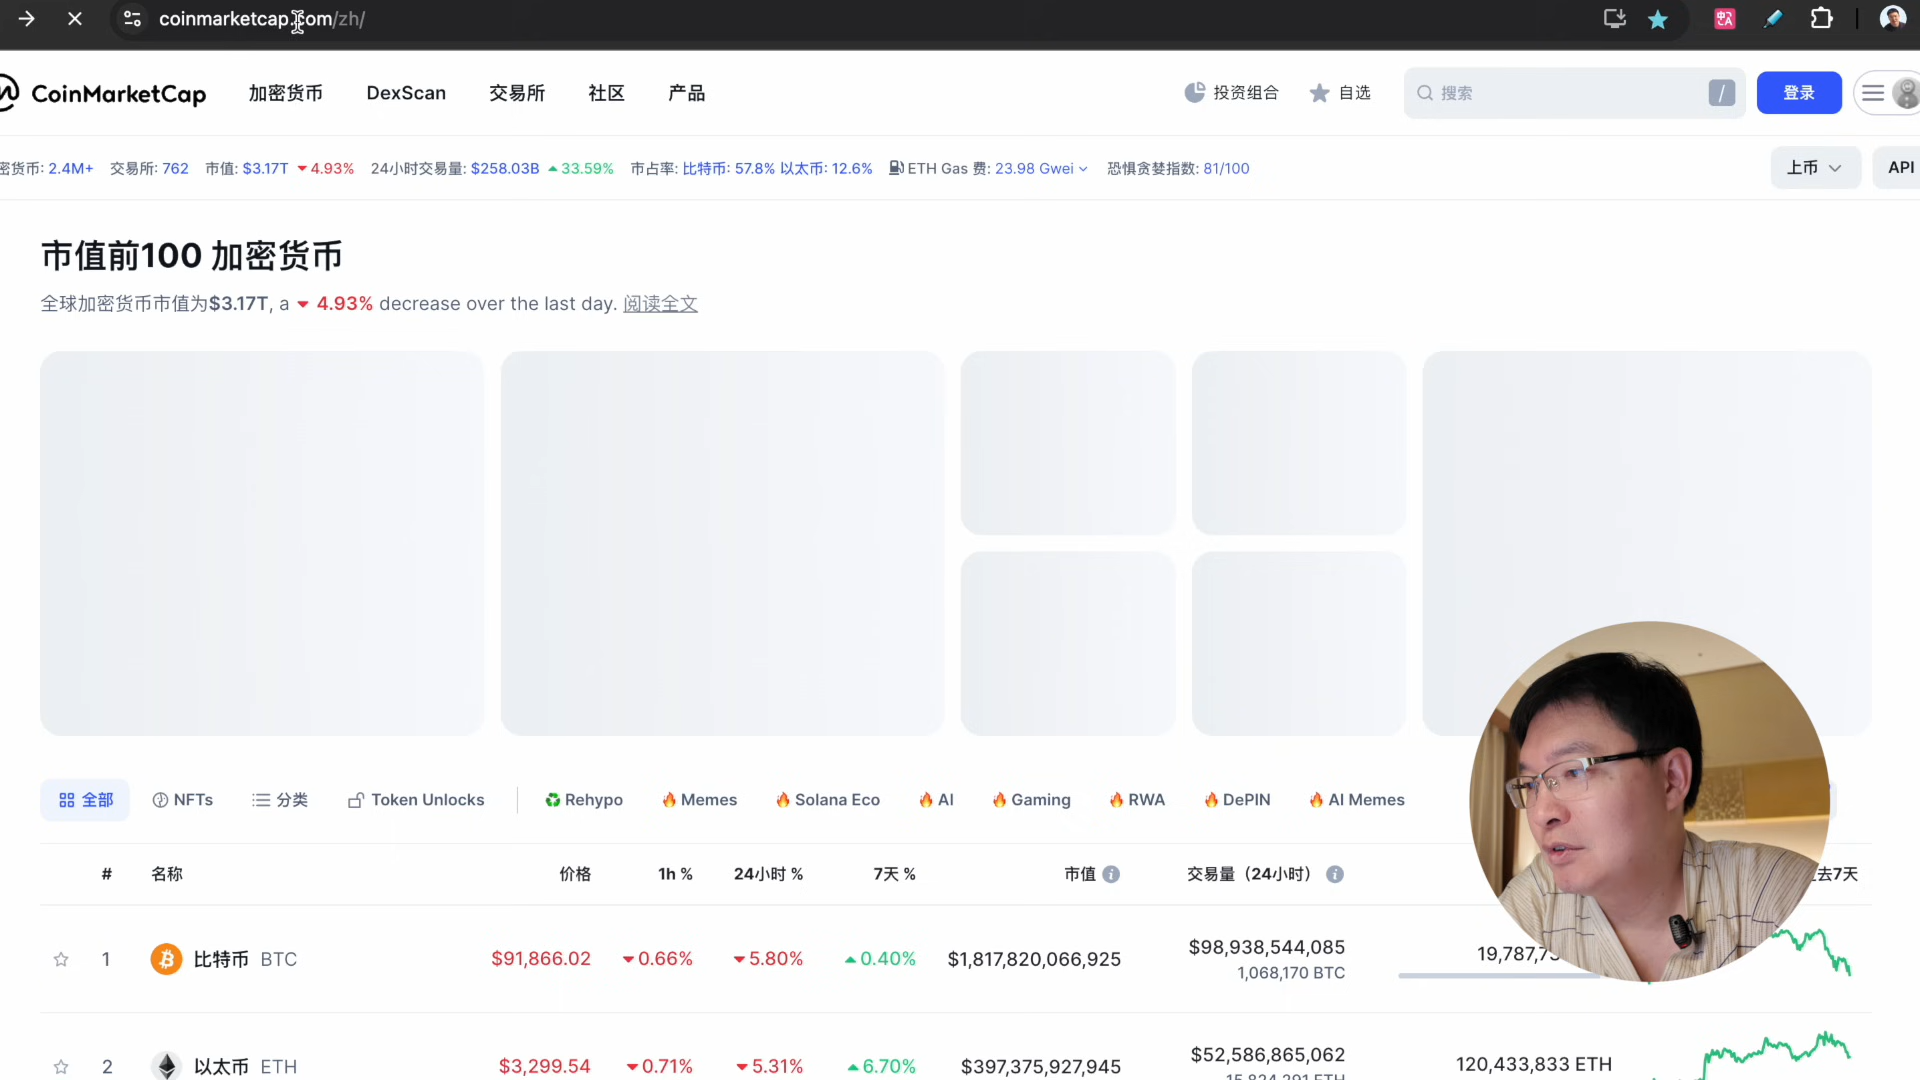 coinmarketcap.com/zh/
CoinMarketCap 加密货币 DexScan 交易所 社区 产品 投资组合 自选 搜索 / 登录
密货币: 2.4M+ 交易所: 762 市值: $3.17T 4.93% 24小时交易量: $258.03B 33.59% 市占率: 比特币: 57.8% 以太币: 12.6% ETH Gas 费: 23.98 Gwei 恐惧贪婪指数: 81/100 上币 API
市值前100 加密货币
全球加密货币市值为$3.17T, a 4.93% decrease over the last day. 阅读全文
全部 NFTs 分类 Token Unlocks Rehypo Memes Solana Eco AI Gaming RWA DePIN AI Memes
# 名称 价格 1h % 24小时 % 7天 % 市值 交易量（24小时） 去7天
1 比特币 BTC $91,866.02 0.66% 5.80% 0.40% $1,817,820,066,925 $98,938,544,085 19,787,7
1,068,170 BTC
2 以太币 ETH $3,299.54 0.71% 5.31% 6.70% $397,375,927,945 $52,586,865,062 120,433,833 ETH